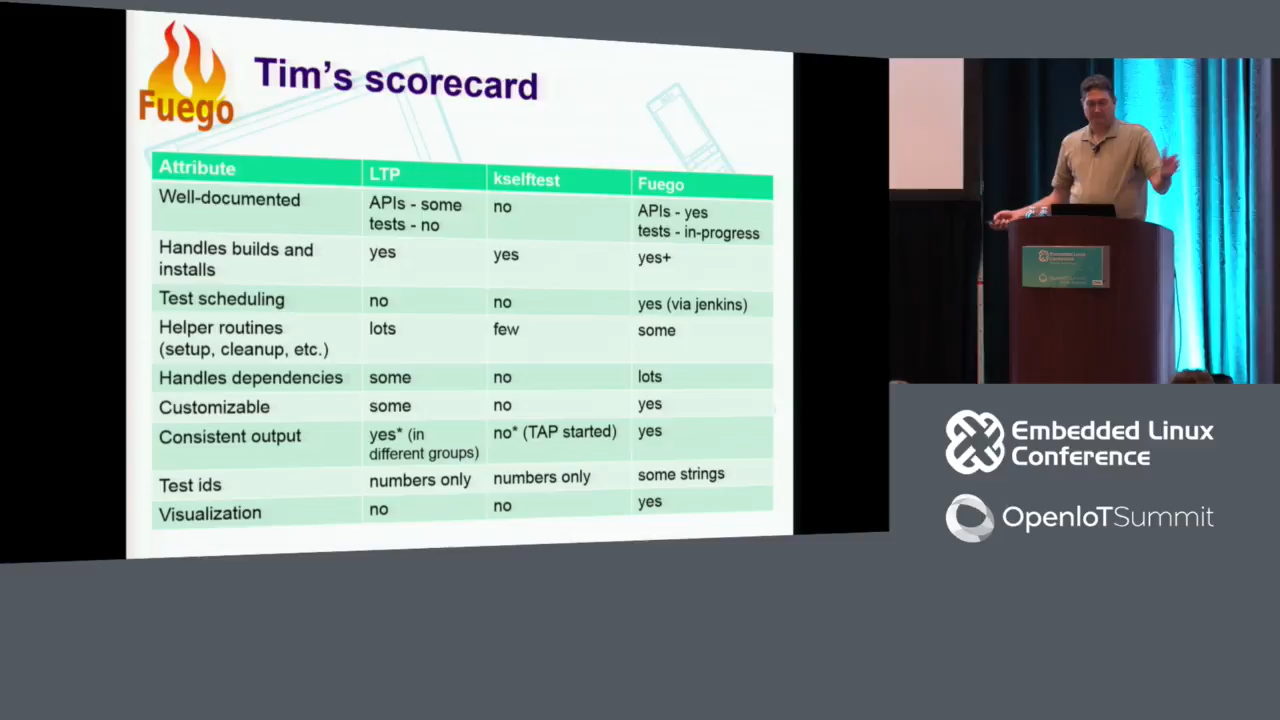 Fuego
Tim's scorecard
Attribute LTP kselftest Fuego
Well-documented APIs - some no APIs - yes
tests - no tests - in-progress
Handles builds and yes yes yes+
installs
Test scheduling no no yes (via jenkins)
Helper routines lots few some
(setup, cleanup, etc.)
Handles dependencies some no lots
Customizable some no yes
Consistent output yes* (in no* (TAP started) yes
different groups)
Test ids numbers only numbers only some strings
Visualization no no yes
Embedded Linux
Conference
Embedded Linux
Conference
OpenIoTSummit